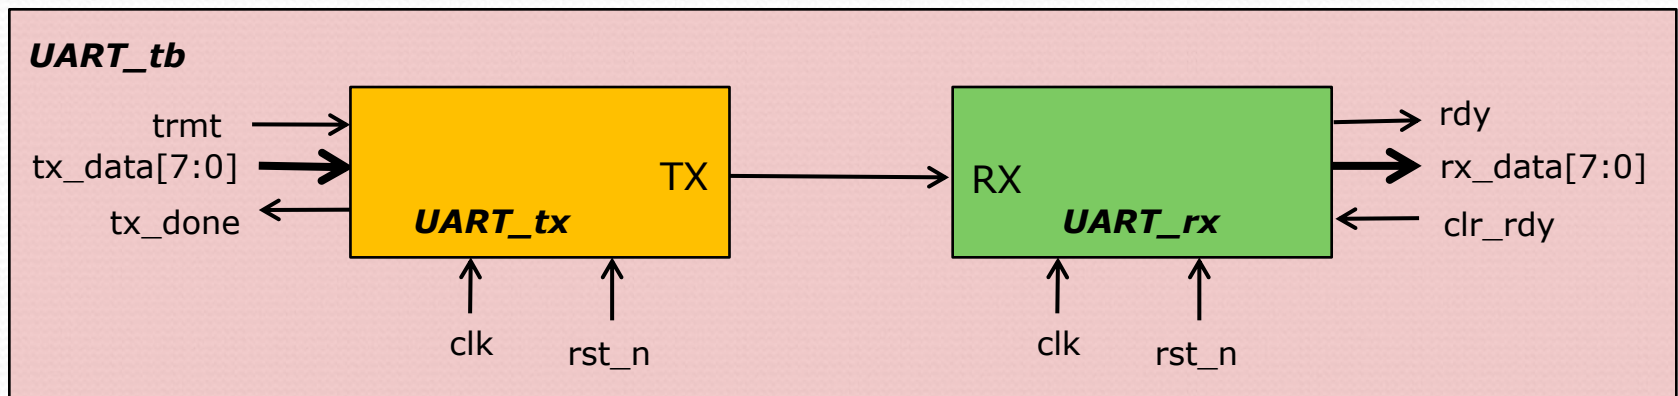 UART_tb
trmt
tx_data[7:0]
tx_done
TX
UART_tx
clk
rst_n
RX
UART_rx
clk
rst_n
rdy
rx_data[7:0]
clr_rdy